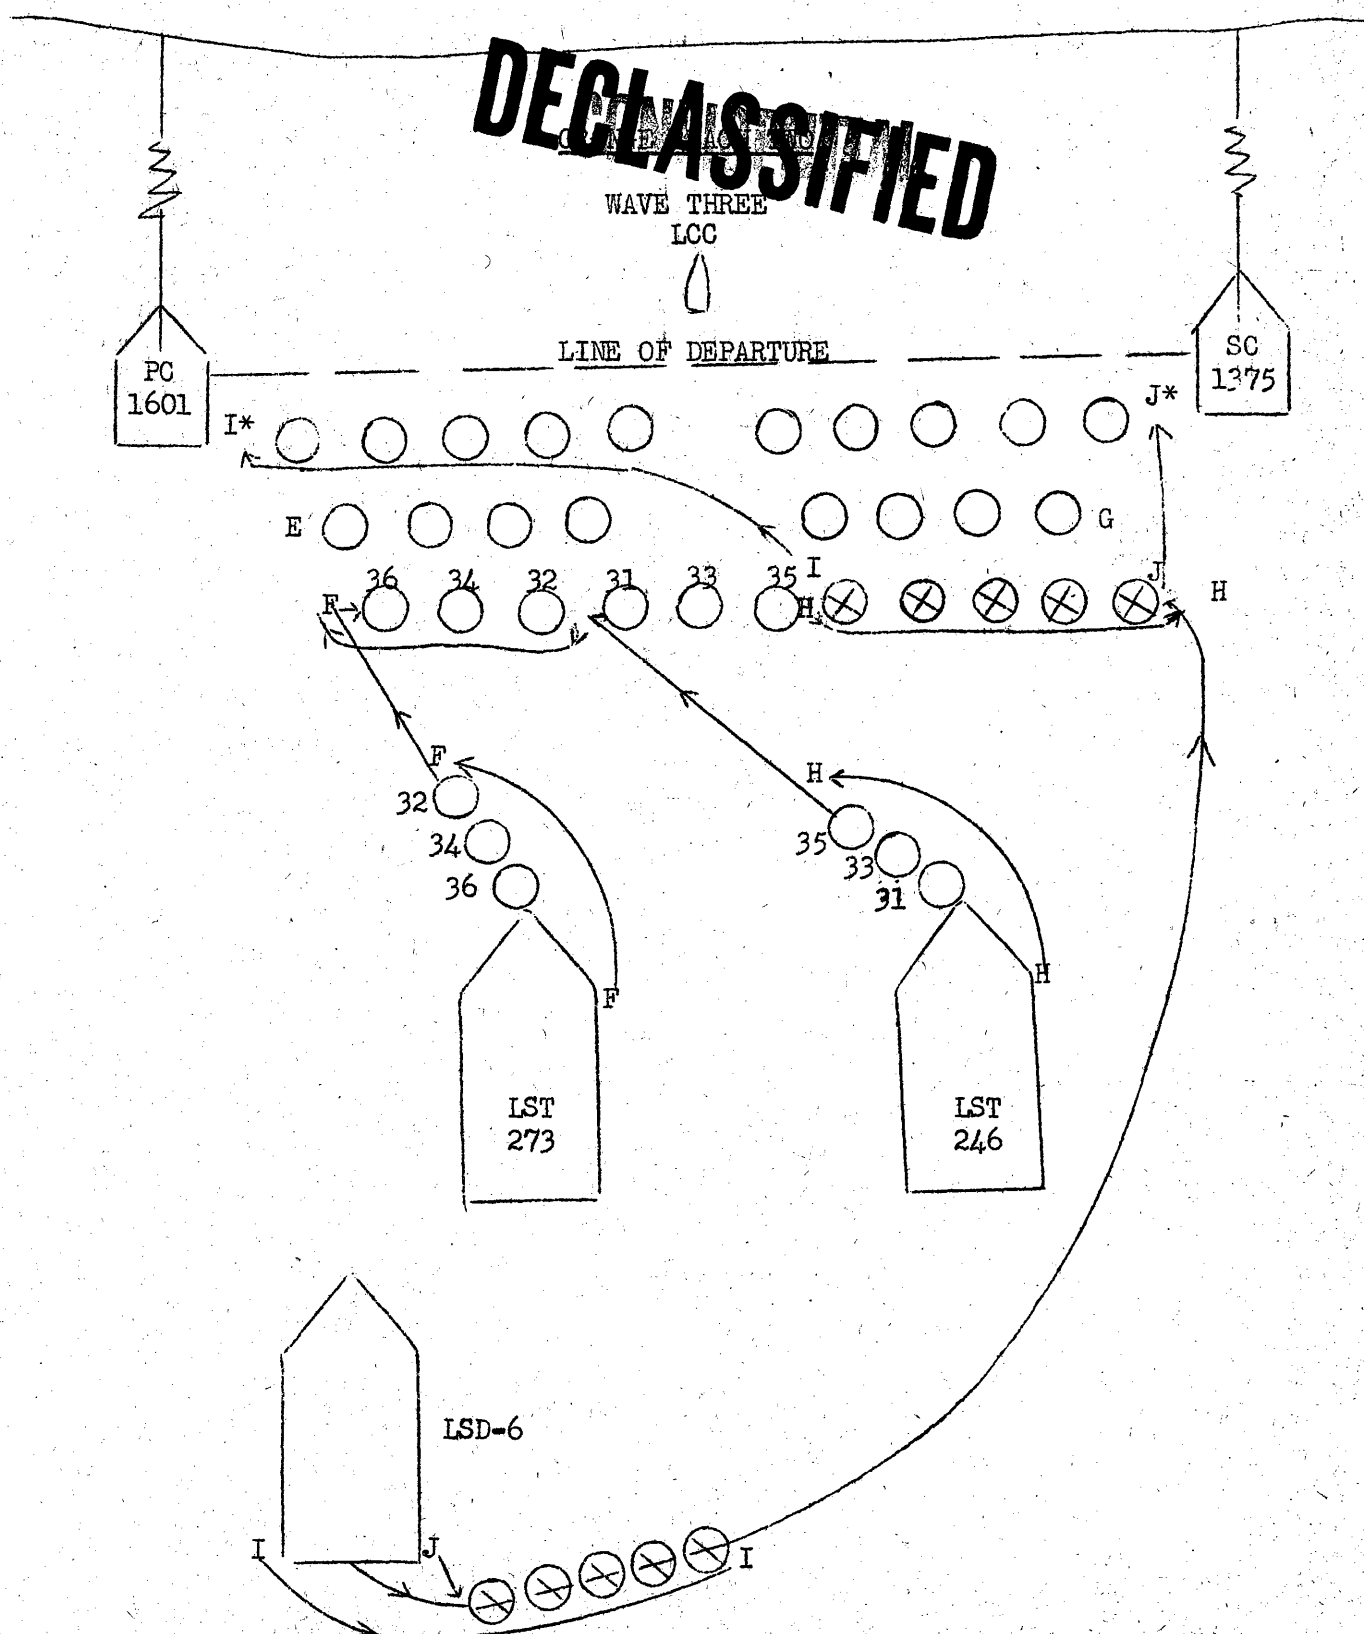 DECLASSIFIED
WAVE THREE
LCC
LINE OF DEPARTURE
PC
1601
SC
1375
I*
J*
E
G
I
J
36 34 32 31 33 35
F
H
H
F
H
32
34
36
35
33
31
F
H
LST
273
LST
246
LSD-6
I
J
I